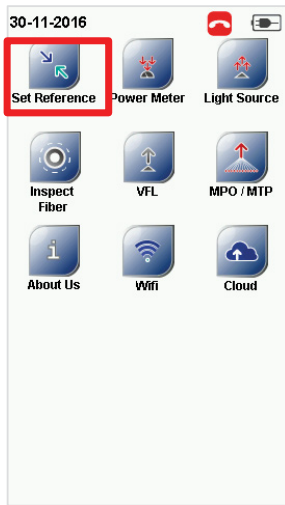 30-11-2016
Set Reference Power Meter Light Source
Inspect Fiber VFL MPO / MTP
About Us Wifi Cloud